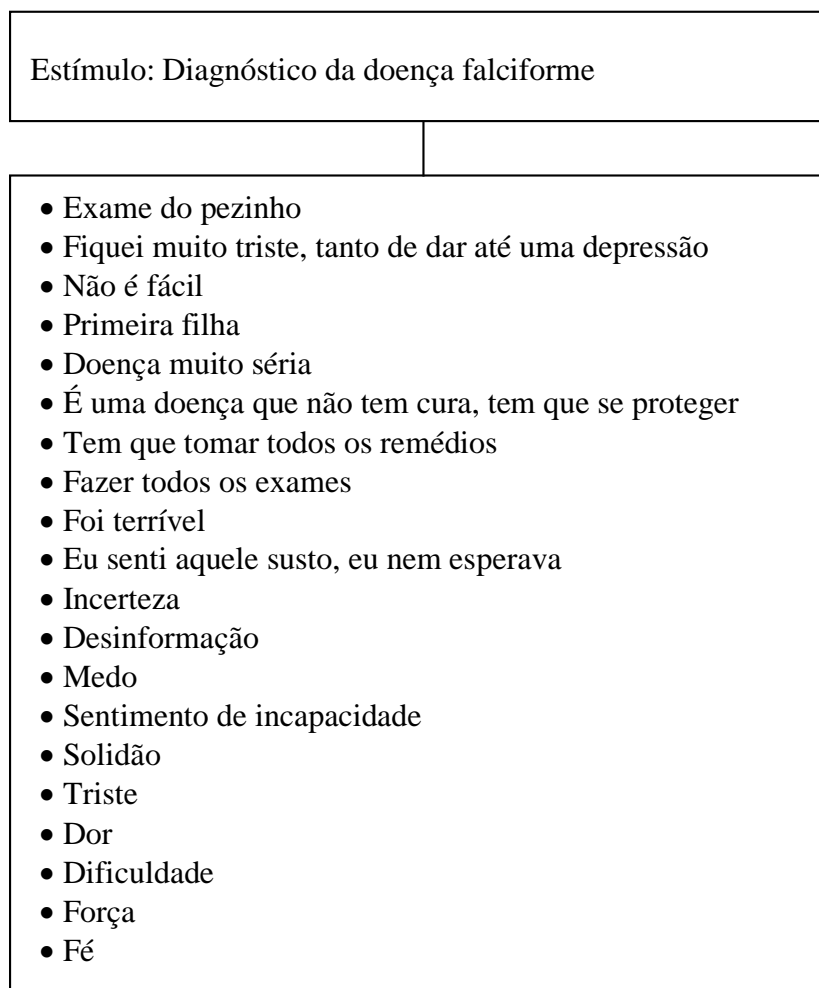 Estímulo: Diagnóstico da doença falciforme
• Exame do pezinho
• Fiquei muito triste, tanto de dar até uma depressão
• Não é fácil
• Primeira filha
• Doença muito séria
• É uma doença que não tem cura, tem que se proteger
• Tem que tomar todos os remédios
• Fazer todos os exames
• Foi terrível
• Eu senti aquele susto, eu nem esperava
• Incerteza
• Desinformação
• Medo
• Sentimento de incapacidade
• Solidão
• Triste
• Dor
• Dificuldade
• Força
• Fé